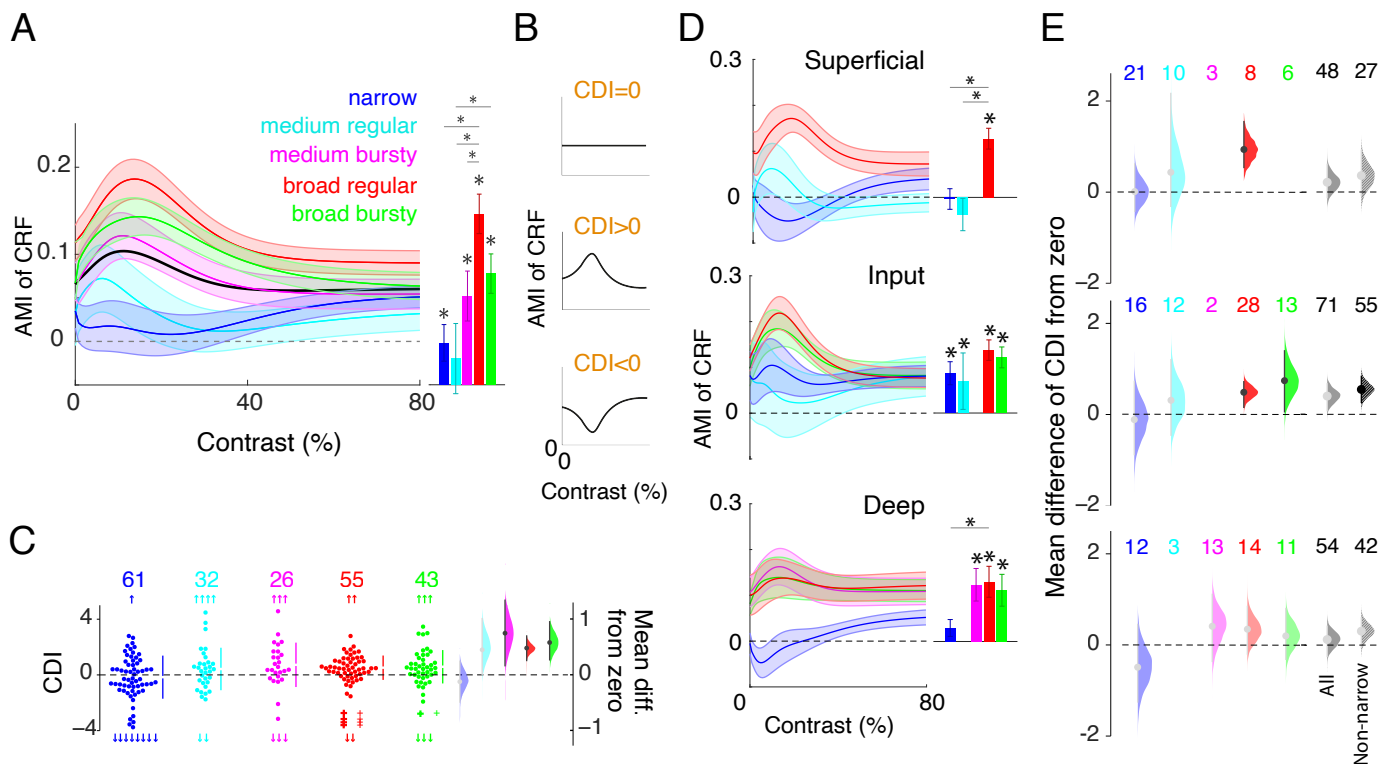 A
narrow
medium regular
medium bursty
broad regular
broad bursty
AMI of CRF
0.2
0.1
0
0
40
80
Contrast (%)
*
*
*
*
*
*
*
*
B
CDI=0
CDI>0
CDI<0
AMI of CRF
0
0
Contrast (%)
C
61
32
26
55
43
↑
↑↑↑↑
↑↑↑
↑↑
↑↑↑
CDI
4
0
−4
↓↓↓↓↓↓↓↓
↓↓
↓↓↓
↓↓
↓↓↓
1
0
−1
Mean diff.
from zero
D
Superficial
0.3
0
*
*
*
Input
0.3
0
AMI of CRF
* * * *
Deep
0.3
0
*
* * *
0
80
Contrast (%)
E
Mean difference of CDI from zero
21 10 3 8 6 48 27
2
0
−2
16 12 2 28 13 71 55
2
0
−2
12 3 13 14 11 54 42
2
0
−2
All
Non-narrow